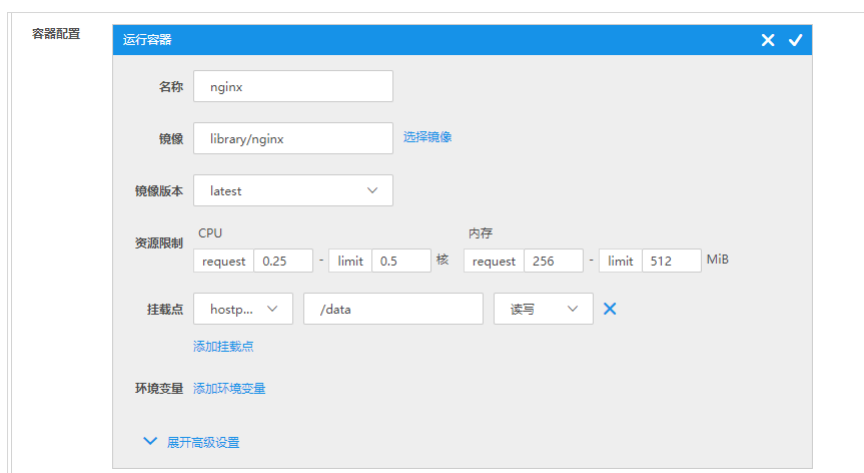 容器配置
运行容器
名称 nginx
镜像 library/nginx 选择镜像
镜像版本 latest
资源限制 CPU 内存
request 0.25 - limit 0.5 核 request 256 - limit 512 MiB
挂载点 hostp... /data 读写
添加挂载点
环境变量 添加环境变量
展开高级设置